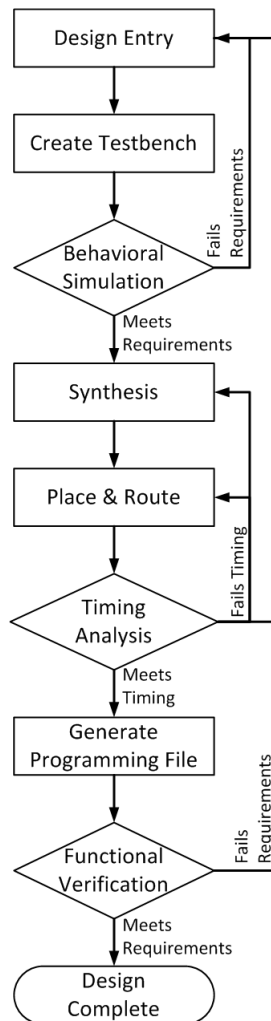 Design Entry
Create Testbench
Fails
Requirements
Behavioral
Simulation
Meets
Requirements
Synthesis
Place & Route
Fails Timing
Timing
Analysis
Meets
Timing
Generate
Programming File
Fails
Requirements
Functional
Verification
Meets
Requirements
Design
Complete